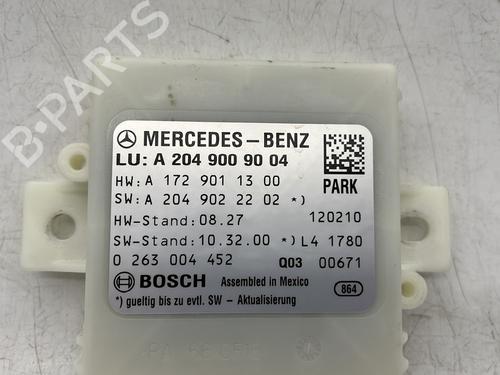 B-PARTS
MERCEDES-BENZ
LU: A 204 900 90 04
HW: A 172 901 13 00
PARK
SW: A 204 902 22 02 *)
HW-Stand: 08.27 120210
SW-Stand: 10.32.00 *) L4 1780
0 263 004 452 Q03 00671
BOSCH Assembled in Mexico
*) gueltig bis zu evtl. SW - Aktualisierung
864